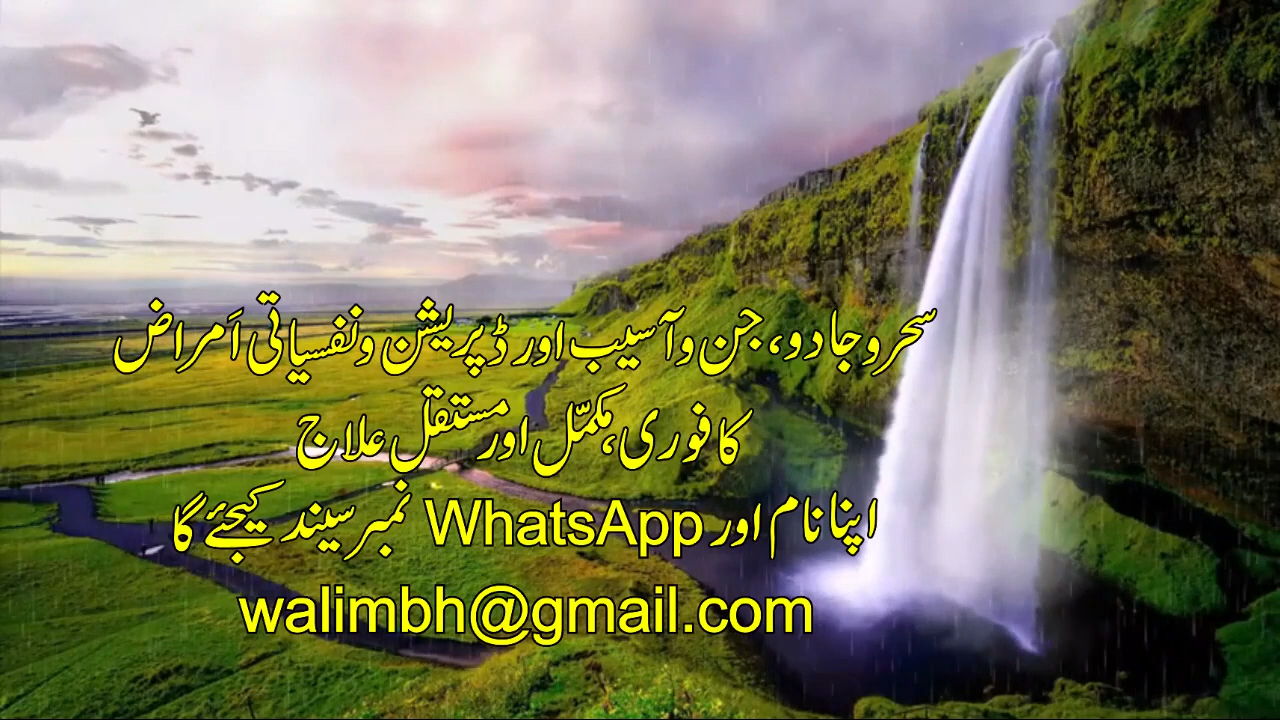 سحر و جادو، جن و آسیب اور ڈپریشن و نفسیاتی اَمراض
کا فوری، مکمّل اور مستقل علاج
اپنا نام اور WhatsApp نمبر سیند کیجئے گا
walimbh@gmail.com